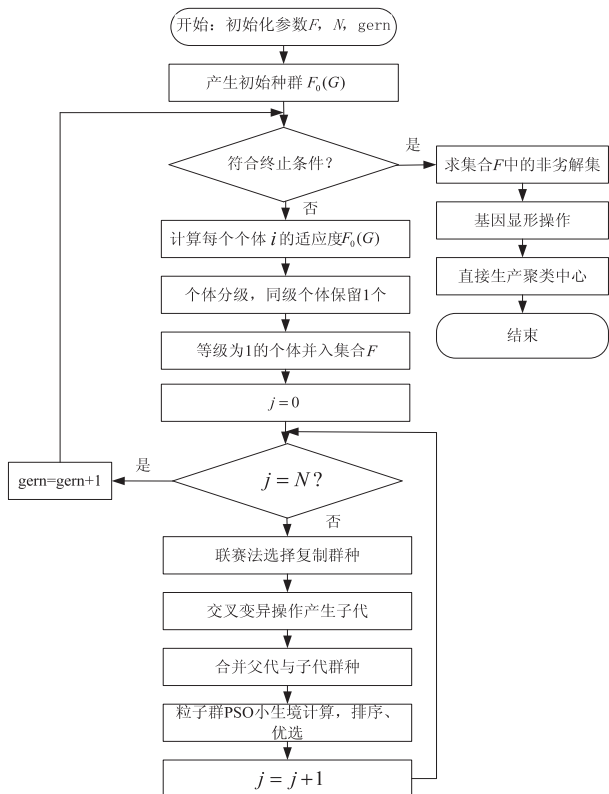 开始：初始化参数F，N，gern
产生初始种群 F₀(G)
符合终止条件？
是
否
求集合F中的非劣解集
基因显形操作
直接生产聚类中心
结束
计算每个个体 i 的适应度F₀(G)
个体分级，同级个体保留1个
等级为1的个体并入集合F
j=0
j=N?
是
gern=gern+1
否
联赛法选择复制群种
交叉变异操作产生子代
合并父代与子代群种
粒子群PSO小生境计算，排序、
优选
j=j+1